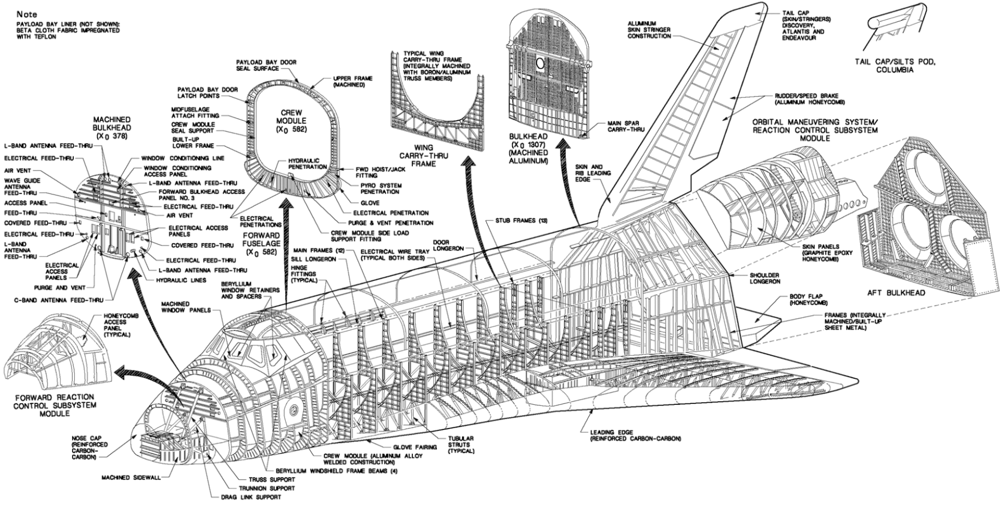 Note
PAYLOAD BAY LINER (NOT SHOWN):
BETA CLOTH FABRIC IMPREGNATED
WITH TEFLON
MACHINED
BULKHEAD
(X0 378)
L-BAND ANTENNA FEED-THRU
ELECTRICAL FEED-THRU
AIR VENT
WAVE GUIDE
ANTENNA
FEED-THRU
ACCESS PANEL
FEED-THRU
COVERED FEED-THRU
ELECTRICAL FEED-THRU
L-BAND
ANTENNA
FEED-THRU
ELECTRICAL
ACCESS
PANELS
PURGE AND VENT
C-BAND ANTENNA FEED-THRU
WINDOW CONDITIONING LINE
WINDOW CONDITIONING
ACCESS PANEL
L-BAND ANTENNA FEED-THRU
FORWARD BULKHEAD ACCESS
PANEL NO. 3
ELECTRICAL FEED-THRU
AIR VENT
ELECTRICAL ACCESS
PANELS
COVERED FEED-THRU
ELECTRICAL FEED-THRU
L-BAND ANTENNA FEED-THRU
HYDRAULIC LINES
PAYLOAD BAY DOOR
SEAL SURFACE
UPPER FRAME
(MACHINED)
PAYLOAD BAY DOOR
LATCH POINTS
MIDFUSELAGE
ATTACH FITTING
CREW MODULE
SEAL SUPPORT
BUILT-UP
LOWER FRAME
CREW
MODULE
(X0 582)
HYDRAULIC
PENETRATION
FWD HOIST/JACK
FITTING
PYRO SYSTEM
PENETRATION
GLOVE
ELECTRICAL PENETRATION
PURGE & VENT PENETRATION
CREW MODULE SIDE LOAD
SUPPORT FITTING
ELECTRICAL
PENETRATIONS
FORWARD
FUSELAGE
(X0 582)
TYPICAL WING
CARRY-THRU FRAME
(INTEGRALLY MACHINED
WITH BORON/ALUMINUM
TRUSS MEMBERS)
WING
CARRY-THRU
FRAME
MAIN SPAR
CARRY-THRU
BULKHEAD
(X0 1307)
(MACHINED
ALUMINUM)
ALUMINUM
SKIN STRINGER
CONSTRUCTION
TAIL CAP
(SKIN/STRINGERS)
DISCOVERY,
ATLANTIS AND
ENDEAVOUR
TAIL CAP/SILTS POD,
COLUMBIA
RUDDER/SPEED BRAKE
(ALUMINUM HONEYCOMB)
ORBITAL MANEUVERING SYSTEM/
REACTION CONTROL SUBSYSTEM
MODULE
SKIN AND
RIB LEADING
EDGE
STUB FRAMES (13)
DOOR
LONGERON
ELECTRICAL WIRE TRAY
(TYPICAL BOTH SIDES)
MAIN FRAMES (12)
SILL LONGERON
HINGE
FITTINGS
(TYPICAL)
BERYLLIUM
WINDOW RETAINERS
AND SPACERS
MACHINED
WINDOW PANELS
SKIN PANELS
(GRAPHITE EPOXY
HONEYCOMB)
SHOULDER
LONGERON
AFT BULKHEAD
BODY FLAP
(HONEYCOMB)
FRAMES (INTEGRALLY
MACHINED/BUILT-UP
SHEET METAL)
HONEYCOMB
ACCESS
PANEL
(TYPICAL)
FORWARD REACTION
CONTROL SUBSYSTEM
MODULE
NOSE CAP
(REINFORCED
CARBON-
CARBON)
MACHINED SIDEWALL
LEADING EDGE
(REINFORCED CARBON-CARBON)
TUBULAR
STRUTS
(TYPICAL)
GLOVE FAIRING
CREW MODULE (ALUMINUM ALLOY
WELDED CONSTRUCTION)
BERYLLIUM WINDSHIELD FRAME BEAMS (4)
TRUSS SUPPORT
TRUNNION SUPPORT
DRAG LINK SUPPORT